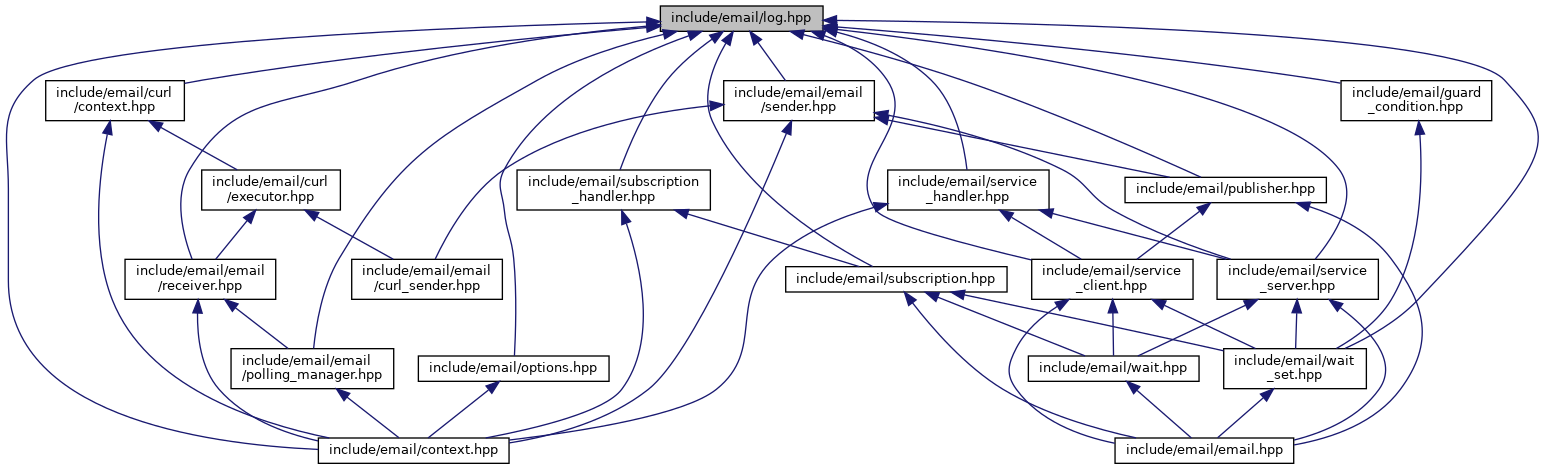 include/email/log.hpp
include/email/curl
/context.hpp
include/email/email
/sender.hpp
include/email/guard
_condition.hpp
include/email/curl
/executor.hpp
include/email/subscription
_handler.hpp
include/email/service
_handler.hpp
include/email/publisher.hpp
include/email/email
/receiver.hpp
include/email/email
/curl_sender.hpp
include/email/subscription.hpp
include/email/service
_client.hpp
include/email/service
_server.hpp
include/email/email
/polling_manager.hpp
include/email/options.hpp
include/email/wait.hpp
include/email/wait
_set.hpp
include/email/context.hpp
include/email/email.hpp